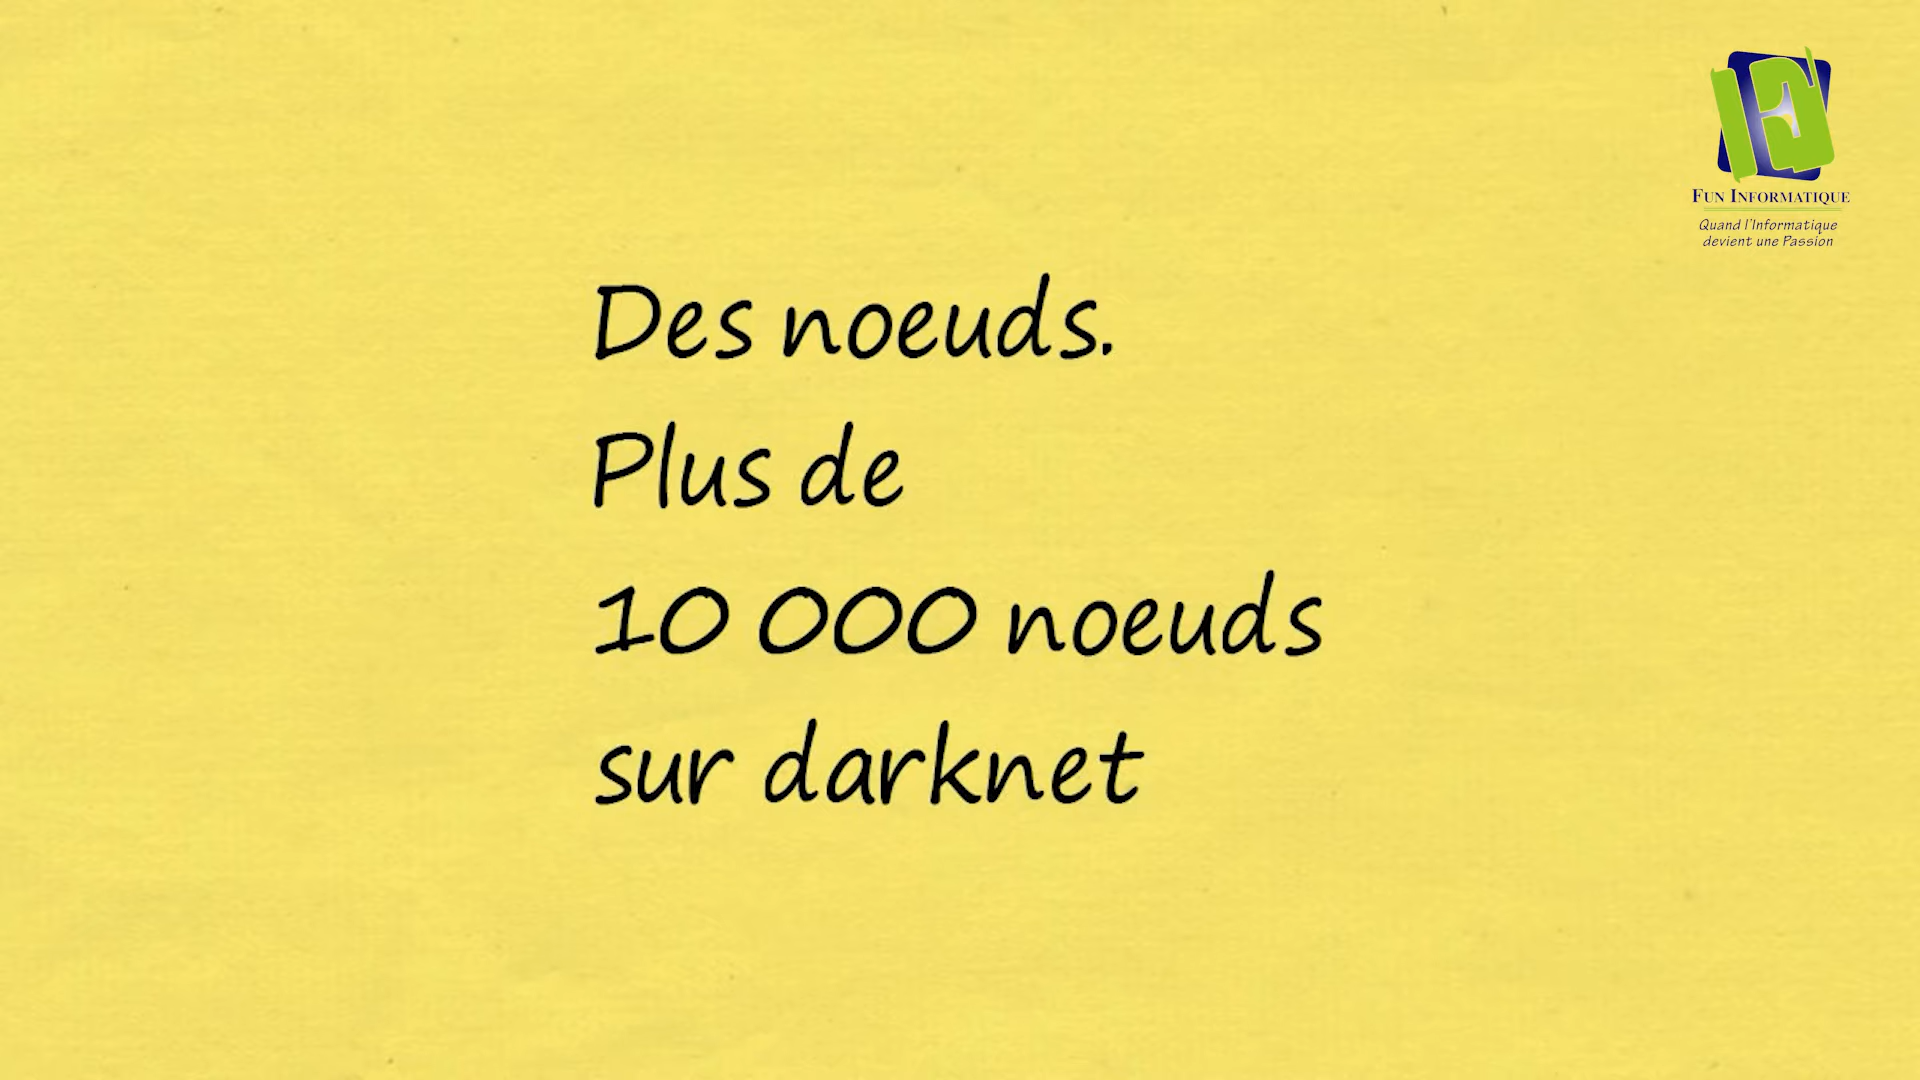 Fun Informatique
Quand l'Informatique
devient une Passion
Des noeuds.
Plus de
10 000 noeuds
sur darknet